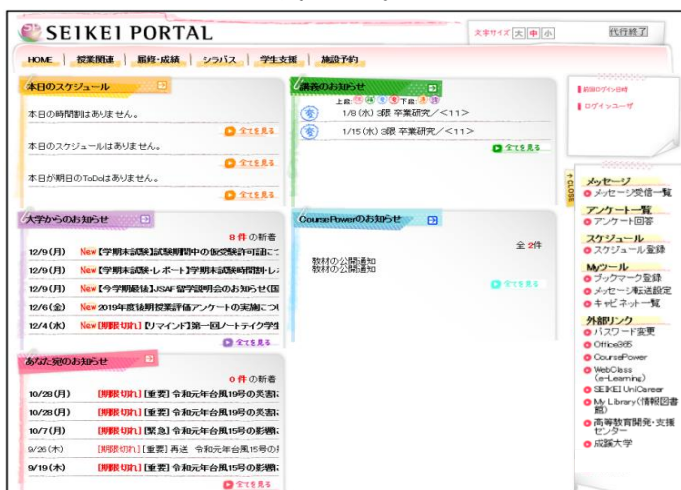 SEIKEI PORTAL
文字サイズ 大 中 小
代行終了
HOME
授業関連
履修・成績
シラバス
学生支援
施設予約
本日のスケジュール
本日の時間割はありません。
全てを見る
本日のスケジュールはありません。
全てを見る
本日が期日のToDoはありません。
全てを見る
講義のお知らせ
上段: 下段:
変 1/8(水) 3限 卒業研究/<11>
変 1/15(水) 3限 卒業研究/<11>
全てを見る
大学からのお知らせ
8 件の新着
12/9(月) New【学期末試験】試験期間中の仮受験許可証に
12/9(月) New【学期末試験・レポート】学期末試験時間割・レ
12/9(月) New【今学期最後】JSAF留学説明会のお知らせ(国
12/6(金) New 2019年度後期授業評価アンケートの実施につ
12/4(水) New [期限切れ]【リマインド】第一回ノートテイク学生
全てを見る
CoursePowerのお知らせ
全 2件
教材の公開通知
教材の公開通知
全てを見る
あなた宛のお知らせ
0 件の新着
10/28(月) [期限切れ]【重要】令和元年台風19号の災害
10/28(月) [期限切れ]【重要】令和元年台風19号の災害
10/7(月) [期限切れ]【緊急】令和元年台風15号の影響
9/26(木) [期限切れ]【重要】再送 令和元年台風15号の
9/19(木) [期限切れ]【重要】令和元年台風15号の影響
全てを見る
前回ログイン日時
ログインユーザ
↑CLOSE
メッセージ
メッセージ受信一覧
アンケート一覧
アンケート回答
スケジュール
スケジュール登録
Myツール
ブックマーク登録
メッセージ転送設定
キャビネット一覧
外部リンク
パスワード変更
Office365
CoursePower
WebClass
(e-Learning)
SEIKEI UniCareer
My Library(情報図書
館)
高等教育開発・支援
センター
成蹊大学